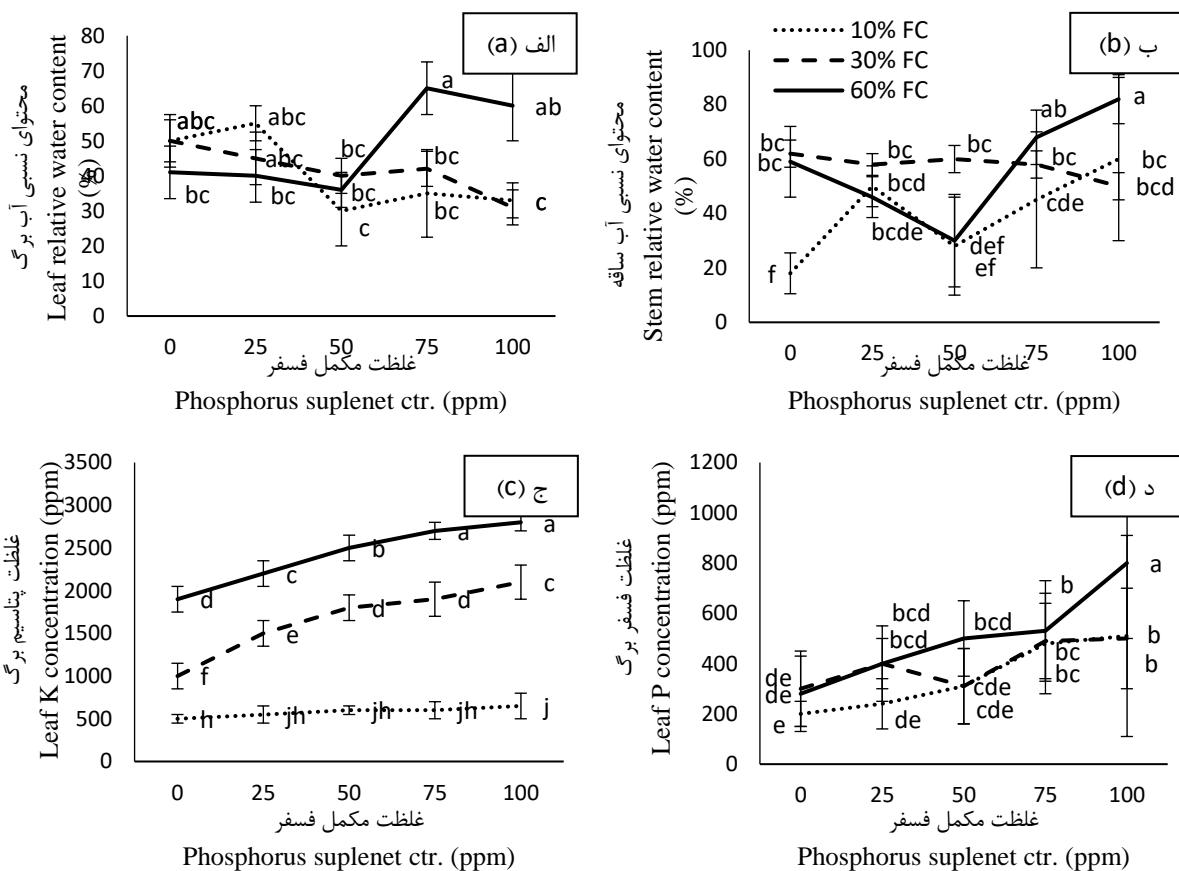 الف (a)
80
70
60
50
40
30
20
10
0
محتوای نسبی آب برگ
Leaf relative water content
(%)
abc
abc
abc
bc
bc
bc
bc
c
a
bc
bc
ab
c
c
0 25 50 75 100
غلظت مکمل فسفر
Phosphorus suplenet ctr. (ppm)
ب (b)
10% FC
30% FC
60% FC
100
80
60
40
20
0
محتوای نسبی آب ساقه
Stem relative water content
(%)
bc
bc
f
bc
bcd
bcde
bc
def
ef
ab
bc
cde
a
bc
bcd
0 25 50 75 100
غلظت مکمل فسفر
Phosphorus suplenet ctr. (ppm)
ج (c)
3500
3000
2500
2000
1500
1000
500
0
غلظت پتاسیم برگ
Leaf K concentration (ppm)
d
f
h
c
e
jh
b
d
jh
a
d
jh
a
c
j
0 25 50 75 100
غلظت مکمل فسفر
Phosphorus suplenet ctr. (ppm)
د (d)
1200
1000
800
600
400
200
0
غلظت فسفر برگ
Leaf P concentration (ppm)
de
de
e
bcd
bcd
de
bcd
cde
cde
b
bc
bc
a
b
b
0 25 50 75 100
غلظت مکمل فسفر
Phosphorus suplenet ctr. (ppm)